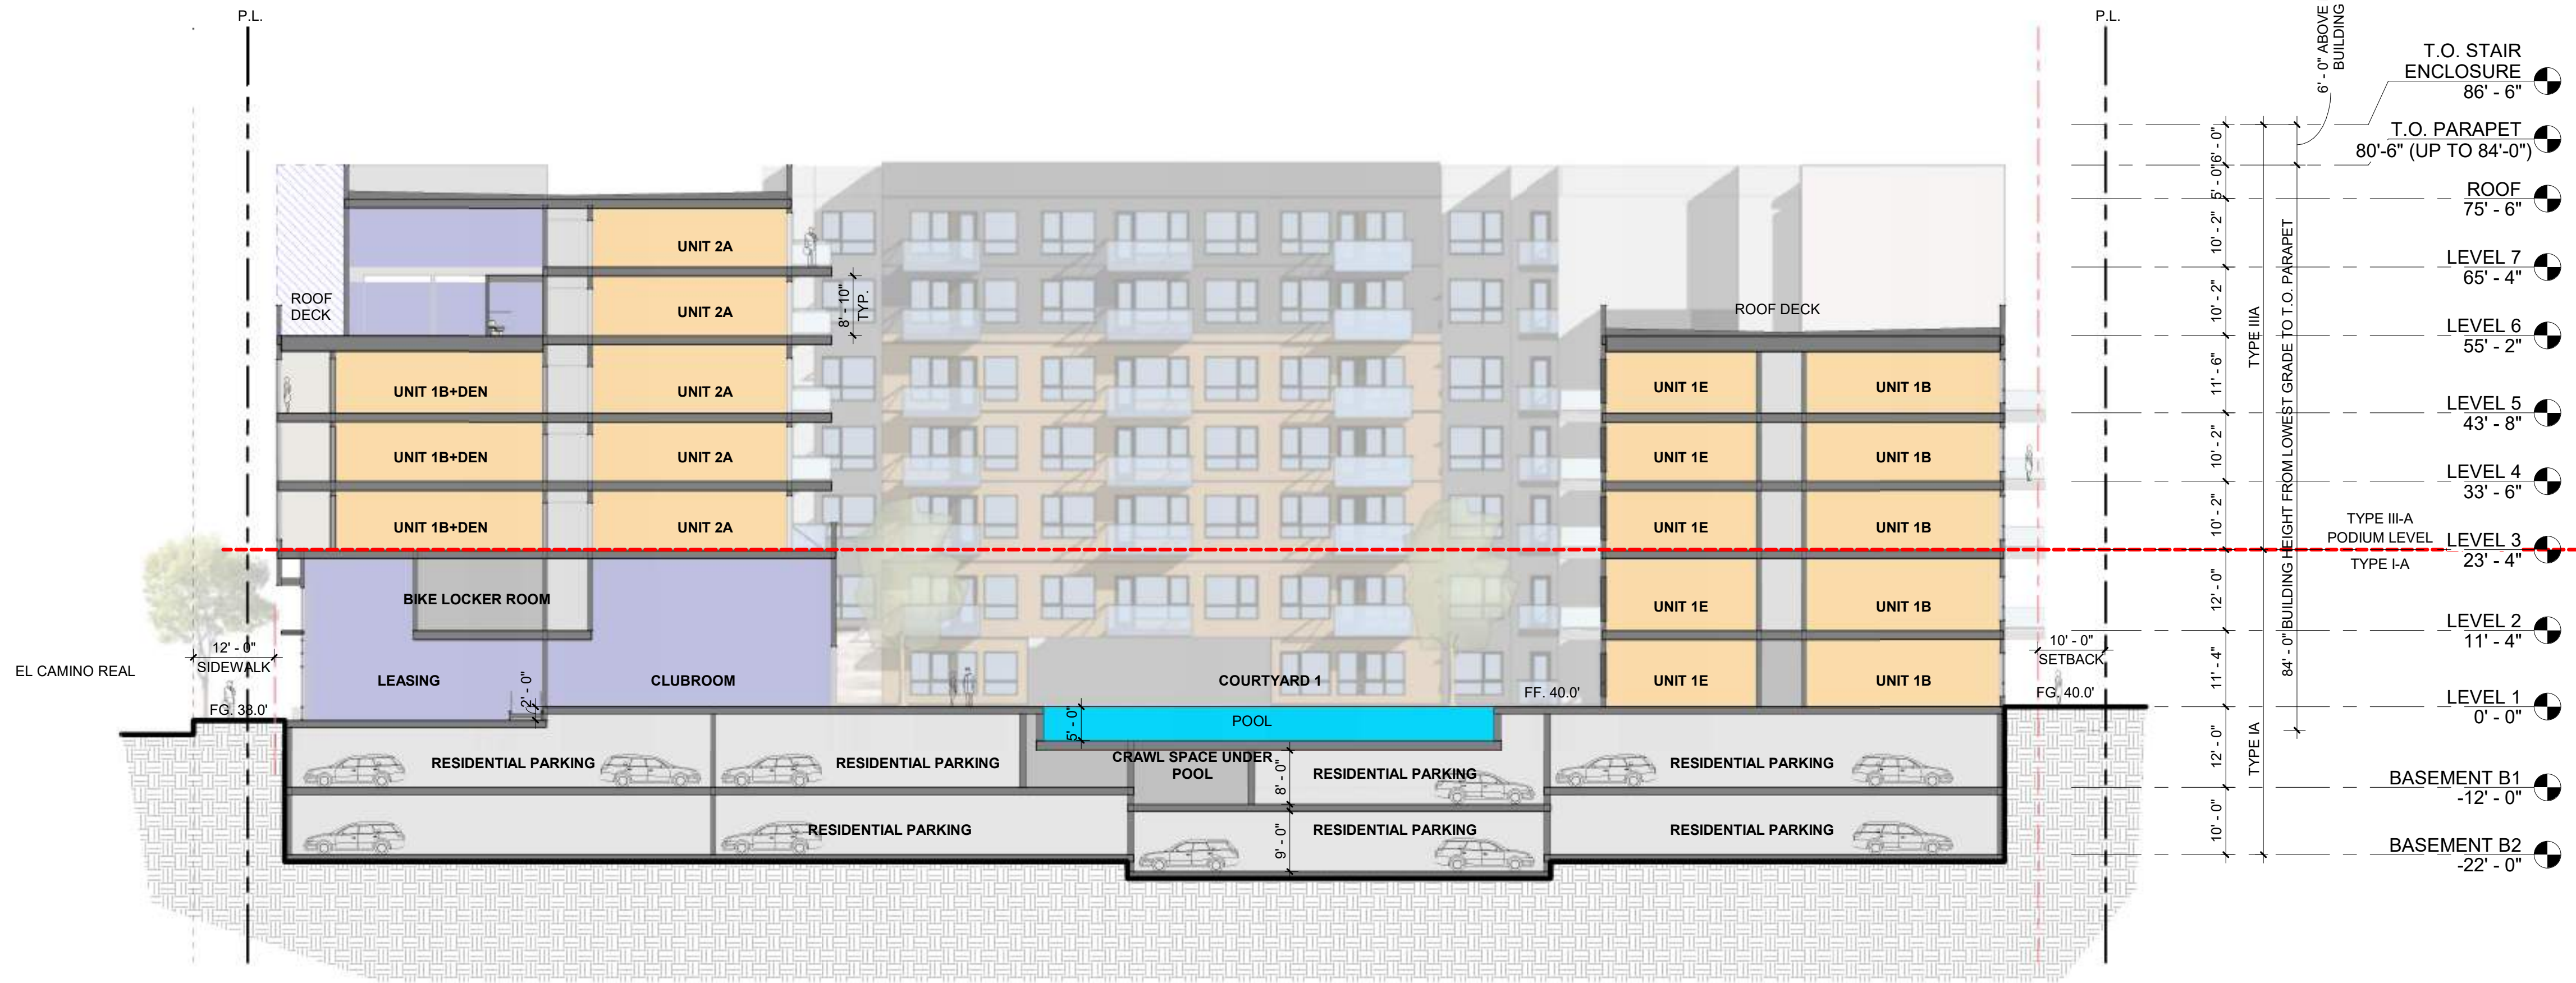 P.L.
P.L.
6' - 0" ABOVE
BUILDING
T.O. STAIR
ENCLOSURE
86' - 6"
T.O. PARAPET
80'-6" (UP TO 84'-0")
ROOF
75' - 6"
LEVEL 7
65' - 4"
LEVEL 6
55' - 2"
LEVEL 5
43' - 8"
LEVEL 4
33' - 6"
TYPE III-A
PODIUM LEVEL
LEVEL 3
23' - 4"
TYPE I-A
LEVEL 2
11' - 4"
LEVEL 1
0' - 0"
BASEMENT B1
-12' - 0"
BASEMENT B2
-22' - 0"
6' - 0"
5' - 0"
10' - 2"
10' - 2"
11' - 6"
10' - 2"
10' - 2"
12' - 0"
11' - 4"
12' - 0"
10' - 0"
TYPE IIIA
TYPE IA
84' - 0" BUILDING HEIGHT FROM LOWEST GRADE TO T.O. PARAPET
UNIT 2A
UNIT 2A
8' - 10"
TYP.
ROOF
DECK
ROOF DECK
UNIT 1B+DEN
UNIT 2A
UNIT 1E
UNIT 1B
UNIT 1B+DEN
UNIT 2A
UNIT 1E
UNIT 1B
UNIT 1B+DEN
UNIT 2A
UNIT 1E
UNIT 1B
BIKE LOCKER ROOM
UNIT 1E
UNIT 1B
12' - 0"
SIDEWALK
10' - 0"
SETBACK
EL CAMINO REAL
LEASING
2' - 0"
CLUBROOM
COURTYARD 1
UNIT 1E
UNIT 1B
FG. 38.0'
FF. 40.0'
FG. 40.0'
5' - 0"
POOL
RESIDENTIAL PARKING
RESIDENTIAL PARKING
CRAWL SPACE UNDER
POOL
8' - 0"
RESIDENTIAL PARKING
RESIDENTIAL PARKING
RESIDENTIAL PARKING
9' - 0"
RESIDENTIAL PARKING
RESIDENTIAL PARKING